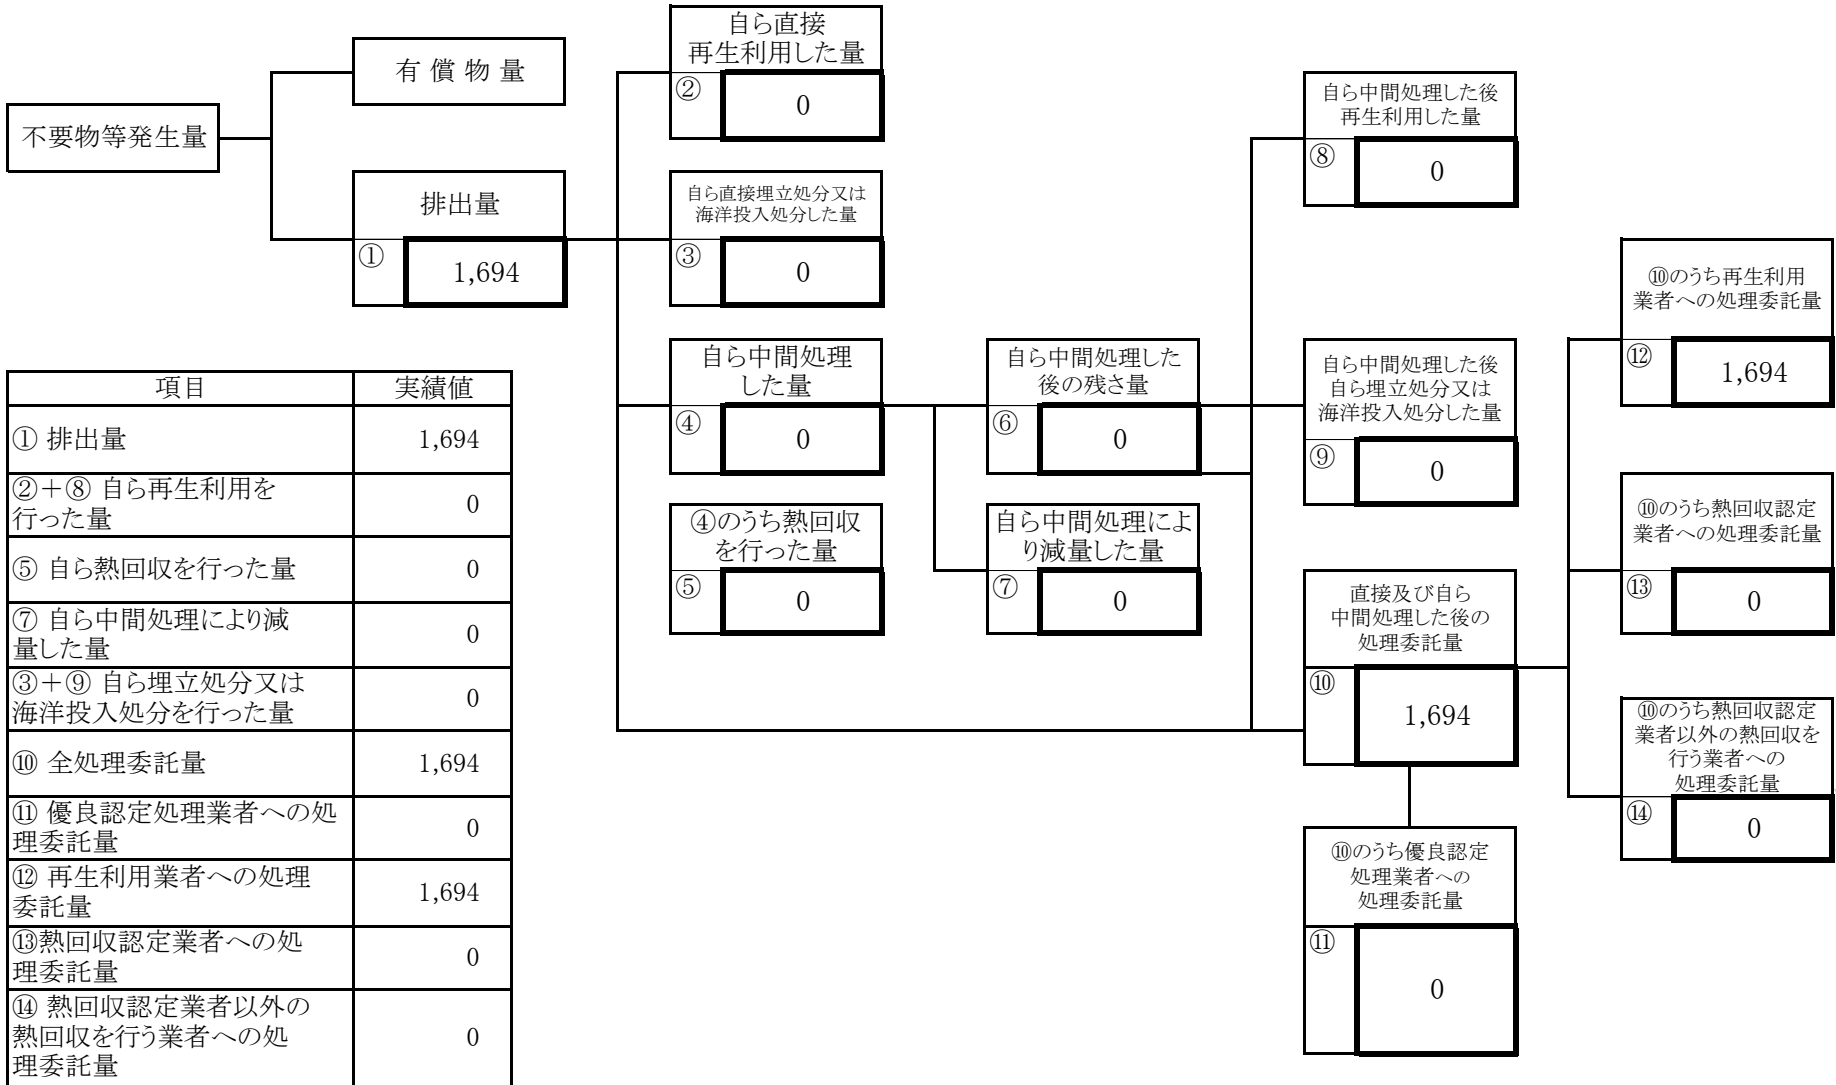 不要物等発生量
有 償 物 量
排出量
①
1,694
自ら直接
再生利用した量
②
0
自ら直接埋立処分又は
海洋投入処分した量
③
0
自ら中間処理
した量
④
0
④のうち熱回収
を行った量
⑤
0
自ら中間処理した
後の残さ量
⑥
0
自ら中間処理によ
り減量した量
⑦
0
自ら中間処理した後
再生利用した量
⑧
0
自ら中間処理した後
自ら埋立処分又は
海洋投入処分した量
⑨
0
直接及び自ら
中間処理した後の
処理委託量
⑩
1,694
⑩のうち優良認定
処理業者への
処理委託量
⑪
0
⑩のうち再生利用
業者への処理委託量
⑫
1,694
⑩のうち熱回収認定
業者への処理委託量
⑬
0
⑩のうち熱回収認定
業者以外の熱回収を
行う業者への
処理委託量
⑭
0
項目 実績値
① 排出量 1,694
②＋⑧ 自ら再生利用を
行った量 0
⑤ 自ら熱回収を行った量 0
⑦ 自ら中間処理により減
量した量 0
③＋⑨ 自ら埋立処分又は
海洋投入処分を行った量 0
⑩ 全処理委託量 1,694
⑪ 優良認定処理業者への処
理委託量 0
⑫ 再生利用業者への処理
委託量 1,694
⑬熱回収認定業者への処
理委託量 0
⑭ 熱回収認定業者以外の
熱回収を行う業者への処
理委託量 0